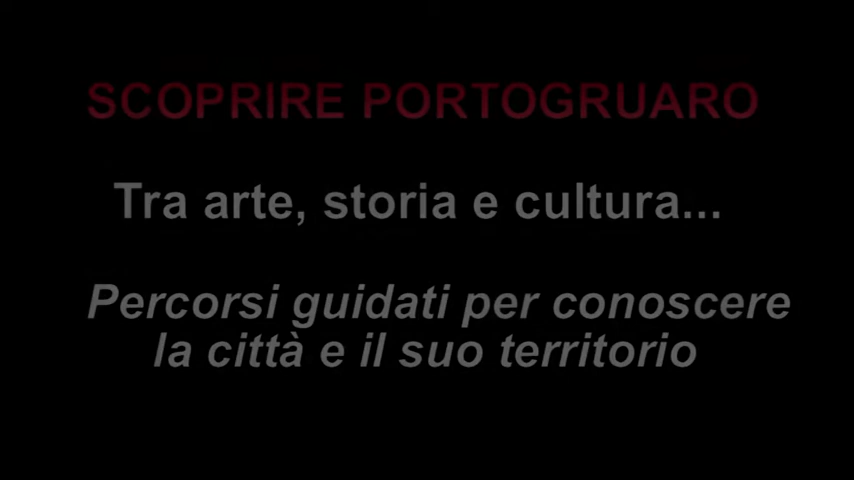 SCOPRIRE PORTOGRUARO
Tra arte, storia e cultura...
Percorsi guidati per conoscere
la città e il suo territorio